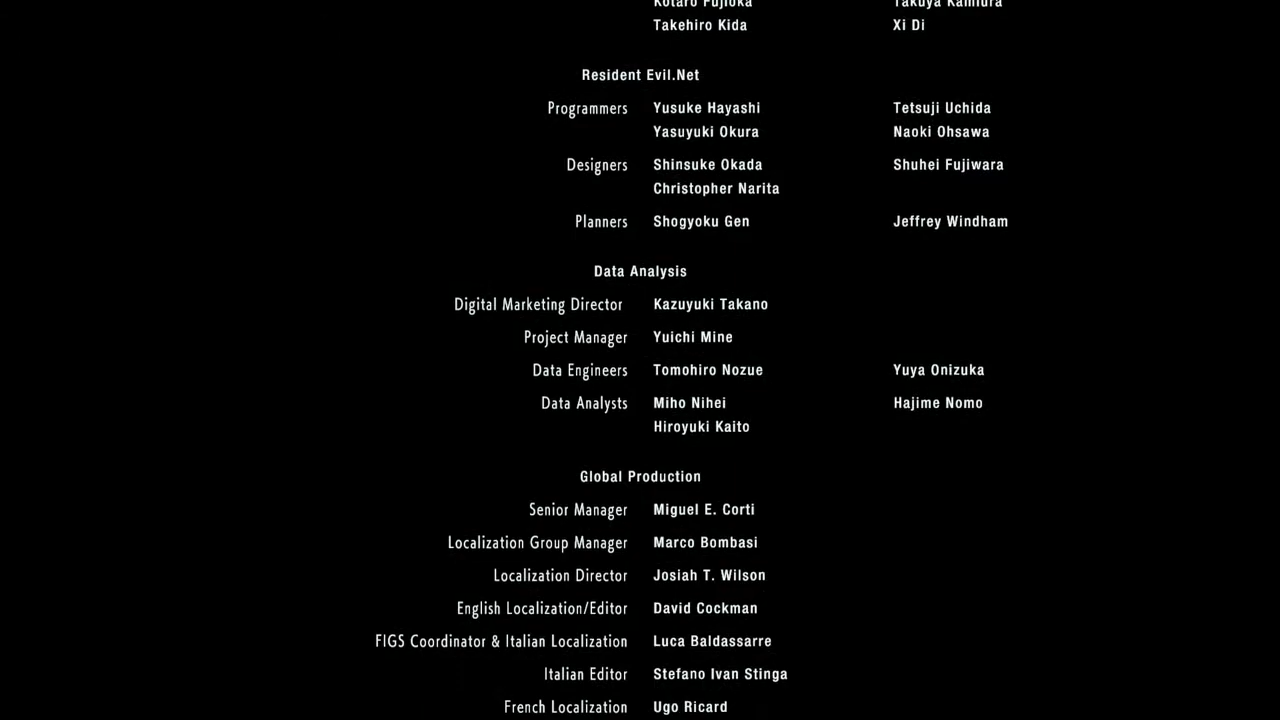 Kotaro Fujioka Takuya Kamiura
Takehiro Kida Xi Di
Resident Evil.Net
Programmers Yusuke Hayashi Tetsuji Uchida
Yasuyuki Okura Naoki Ohsawa
Designers Shinsuke Okada Shuhei Fujiwara
Christopher Narita
Planners Shogyoku Gen Jeffrey Windham
Data Analysis
Digital Marketing Director Kazuyuki Takano
Project Manager Yuichi Mine
Data Engineers Tomohiro Nozue Yuya Onizuka
Data Analysts Miho Nihei Hajime Nomo
Hiroyuki Kaito
Global Production
Senior Manager Miguel E. Corti
Localization Group Manager Marco Bombasi
Localization Director Josiah T. Wilson
English Localization/Editor David Cockman
FIGS Coordinator & Italian Localization Luca Baldassarre
Italian Editor Stefano Ivan Stinga
French Localization Ugo Ricard